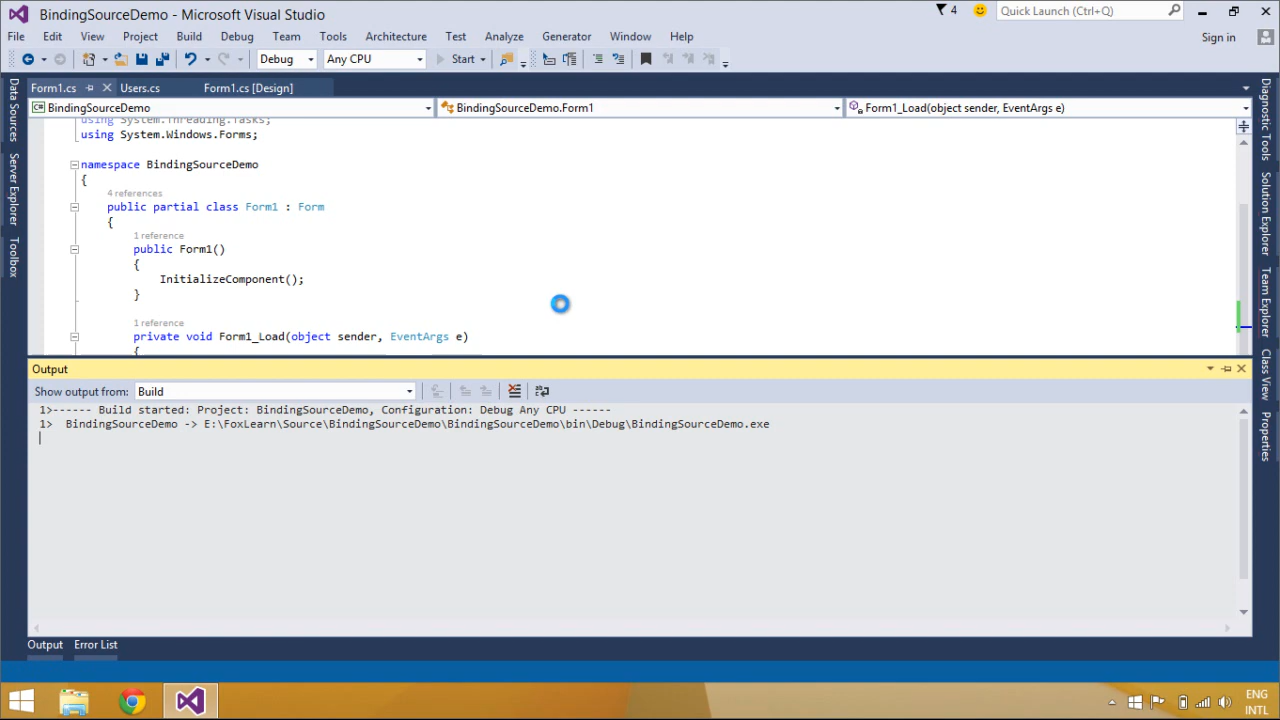 BindingSourceDemo - Microsoft Visual Studio
4
Quick Launch (Ctrl+Q)
File Edit View Project Build Debug Team Tools Architecture Test Analyze Generator Window Help
Sign in
Debug Any CPU Start
Form1.cs Users.cs Form1.cs [Design]
BindingSourceDemo BindingSourceDemo.Form1 Form1_Load(object sender, EventArgs e)
Data Sources
Server Explorer
Toolbox
using System.Threading.Tasks;
using System.Windows.Forms;
namespace BindingSourceDemo
{
4 references
public partial class Form1 : Form
{
1 reference
public Form1()
{
InitializeComponent();
}
1 reference
private void Form1_Load(object sender, EventArgs e)
{
Diagnostic Tools
Solution Explorer
Team Explorer
Class View
Properties
Output
Show output from: Build
1>------ Build started: Project: BindingSourceDemo, Configuration: Debug Any CPU ------
1> BindingSourceDemo -> E:\FoxLearn\Source\BindingSourceDemo\BindingSourceDemo\bin\Debug\BindingSourceDemo.exe
Output Error List
ENG
INTL